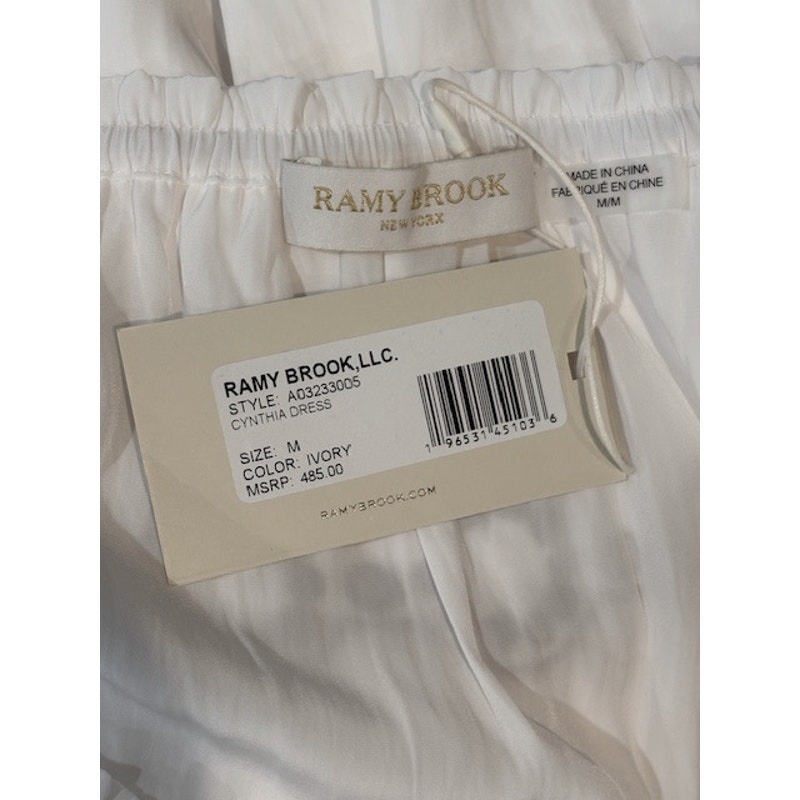 RAMY BROOK
NEW YORK
MADE IN CHINA
FABRIQUÉ EN CHINE
M/M
RAMY BROOK,LLC.
STYLE: A03233005
CYNTHIA DRESS
SIZE: M
COLOR: IVORY
MSRP: 485.00
1 96531 45103 6
RAMYBROOK.COM